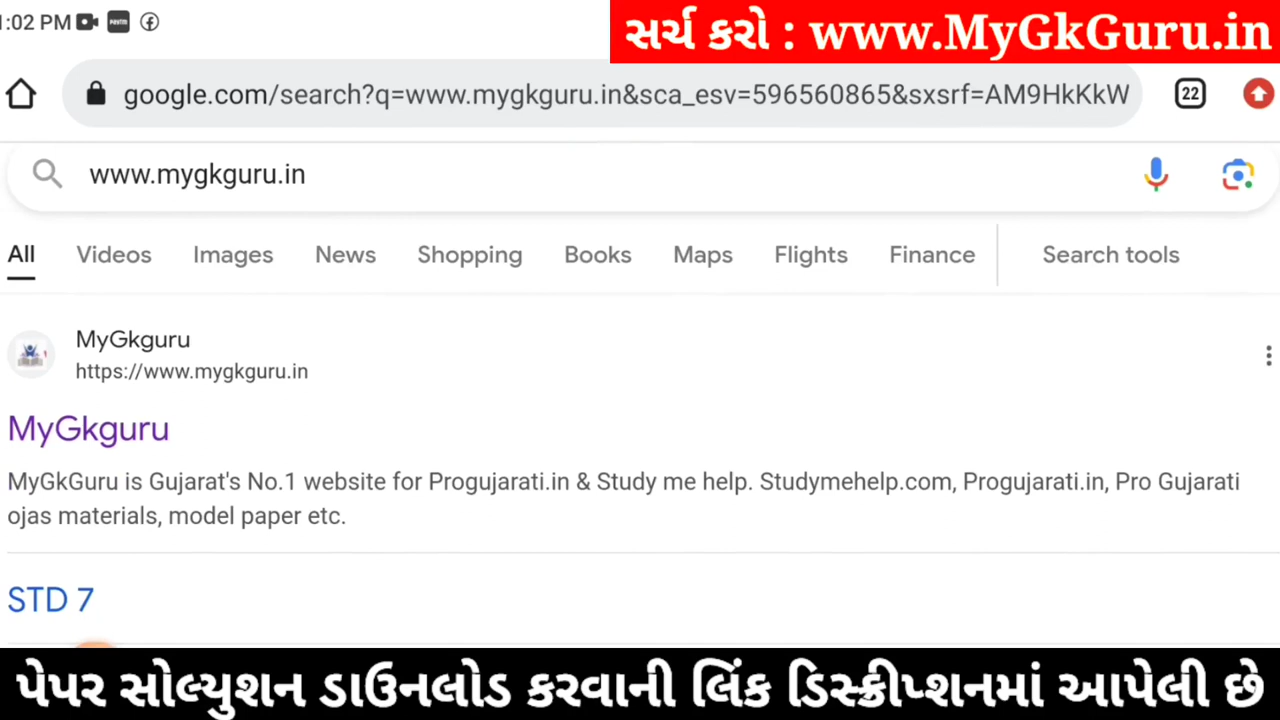 1:02 PM
સર્ચ કરો : www.MyGkGuru.in
google.com/search?q=www.mygkguru.in&sca_esv=596560865&sxsrf=AM9HkKkW
22
www.mygkguru.in
All Videos Images News Shopping Books Maps Flights Finance Search tools
MyGkguru
https://www.mygkguru.in
MyGkguru
MyGkGuru is Gujarat's No.1 website for Progujarati.in & Study me help. Studymehelp.com, Progujarati.in, Pro Gujarati
ojas materials, model paper etc.
STD 7
પેપર સોલ્યુશન ડાઉનલોડ કરવાની લિંક ડિસ્ક્રીપ્શનમાં આપેલી છે